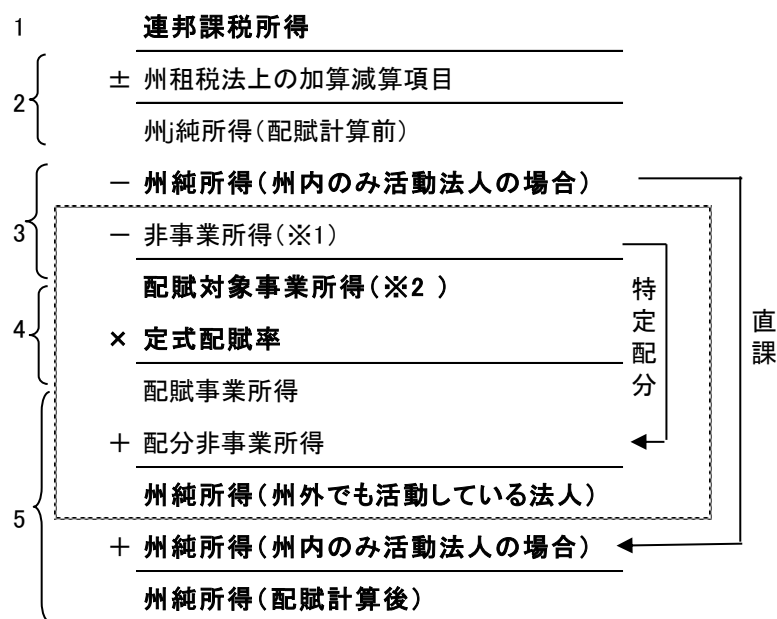 1 連邦課税所得
± 州租税法上の加算減算項目
2
州j純所得(配賦計算前)
－ 州純所得(州内のみ活動法人の場合)
3 － 非事業所得(※1)
配賦対象事業所得(※2 )
4 × 定式配賦率
特定配分
直課
配賦事業所得
＋ 配分非事業所得
州純所得(州外でも活動している法人)
5
＋ 州純所得(州内のみ活動法人の場合)
州純所得(配賦計算後)